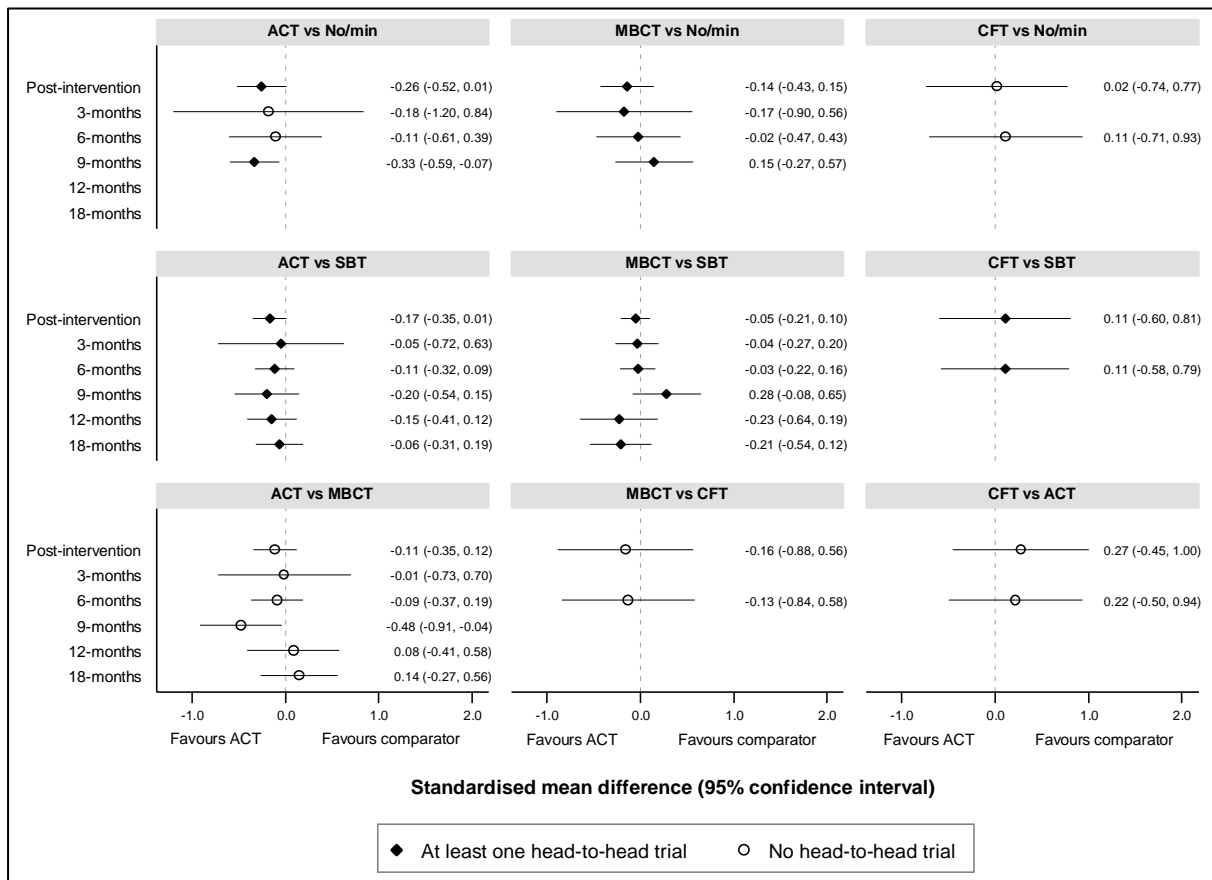 ACT vs No/min MBCT vs No/min CFT vs No/min
Post-intervention -0.26 (-0.52, 0.01) -0.14 (-0.43, 0.15) 0.02 (-0.74, 0.77)
3-months -0.18 (-1.20, 0.84) -0.17 (-0.90, 0.56)
6-months -0.11 (-0.61, 0.39) -0.02 (-0.47, 0.43) 0.11 (-0.71, 0.93)
9-months -0.33 (-0.59, -0.07) 0.15 (-0.27, 0.57)
12-months
18-months
ACT vs SBT MBCT vs SBT CFT vs SBT
Post-intervention -0.17 (-0.35, 0.01) -0.05 (-0.21, 0.10) 0.11 (-0.60, 0.81)
3-months -0.05 (-0.72, 0.63) -0.04 (-0.27, 0.20)
6-months -0.11 (-0.32, 0.09) -0.03 (-0.22, 0.16) 0.11 (-0.58, 0.79)
9-months -0.20 (-0.54, 0.15) 0.28 (-0.08, 0.65)
12-months -0.15 (-0.41, 0.12) -0.23 (-0.64, 0.19)
18-months -0.06 (-0.31, 0.19) -0.21 (-0.54, 0.12)
ACT vs MBCT MBCT vs CFT CFT vs ACT
Post-intervention -0.11 (-0.35, 0.12) -0.16 (-0.88, 0.56) 0.27 (-0.45, 1.00)
3-months -0.01 (-0.73, 0.70)
6-months -0.09 (-0.37, 0.19) -0.13 (-0.84, 0.58) 0.22 (-0.50, 0.94)
9-months -0.48 (-0.91, -0.04)
12-months 0.08 (-0.41, 0.58)
18-months 0.14 (-0.27, 0.56)
-1.0 0.0 1.0 2.0 -1.0 0.0 1.0 2.0 -1.0 0.0 1.0 2.0
Favours ACT Favours comparator Favours ACT Favours comparator Favours ACT Favours comparator
Standardised mean difference (95% confidence interval)
At least one head-to-head trial No head-to-head trial